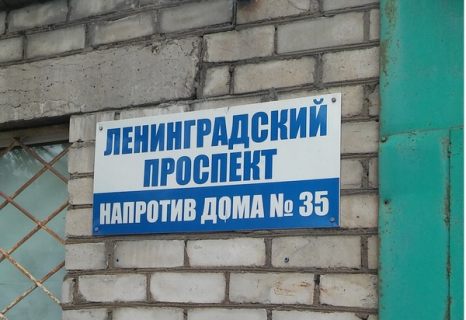 ЛЕНИНГРАДСКИЙ
ПРОСПЕКТ
НАПРОТИВ ДОМА № 35